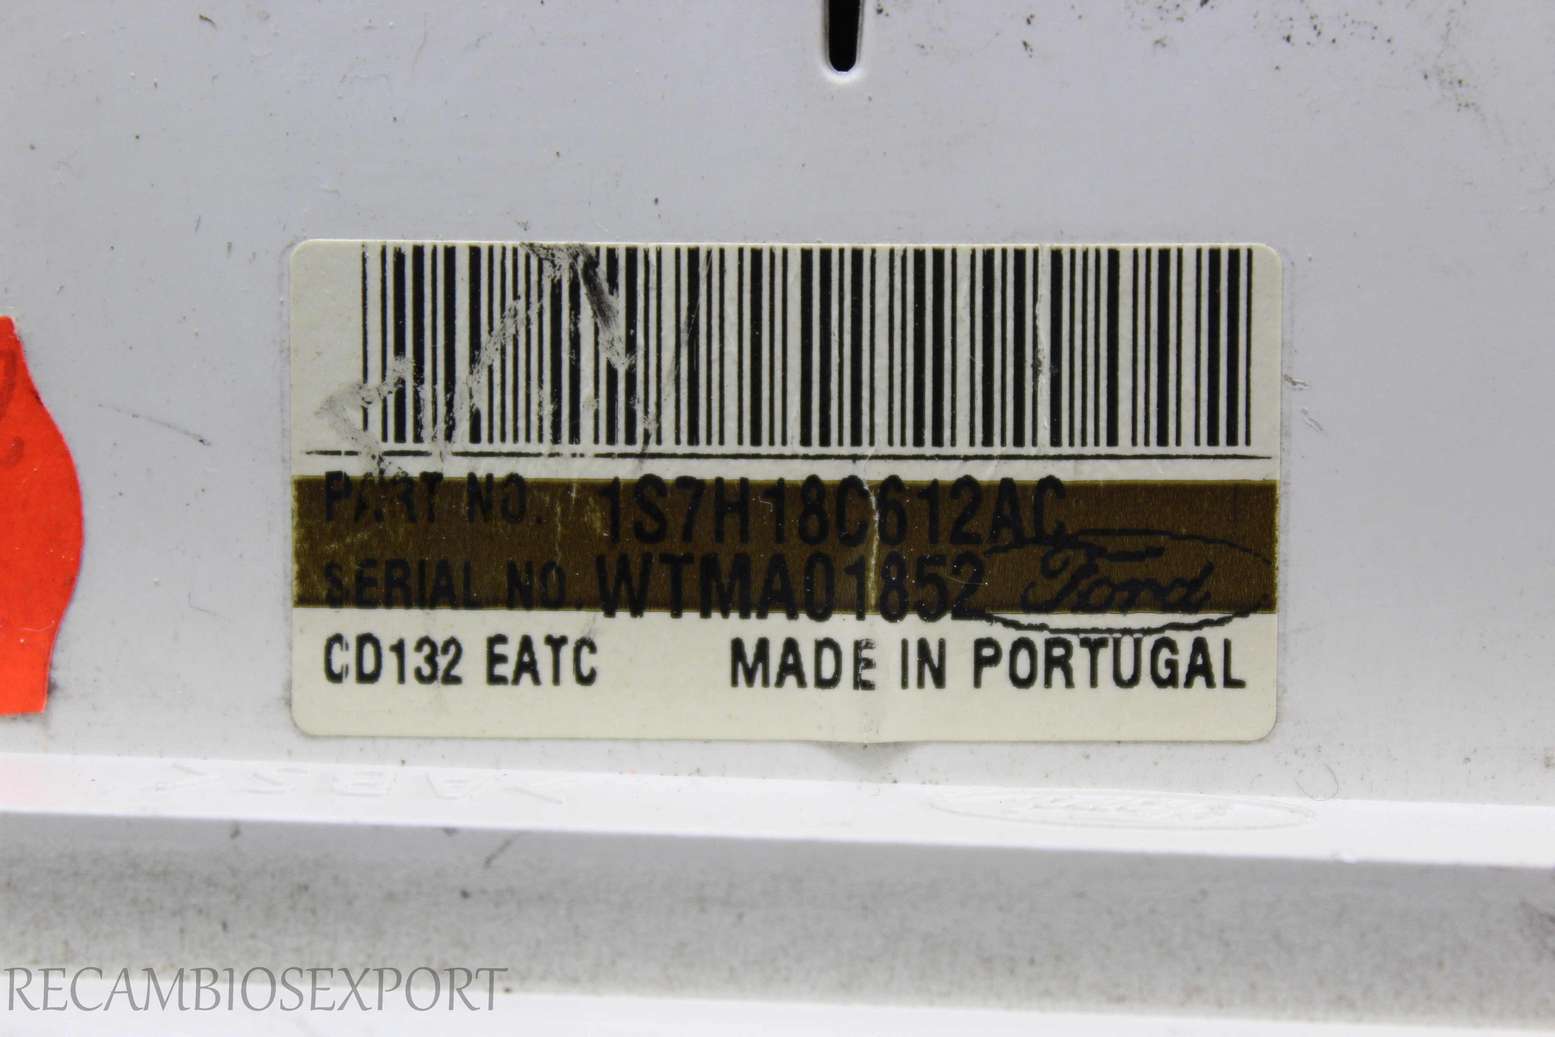 PART NO. 1S7H18C612AC
SERIAL NO. WTMA01852 Ford
CD132 EATC MADE IN PORTUGAL
RECAMBIOSEXPORT